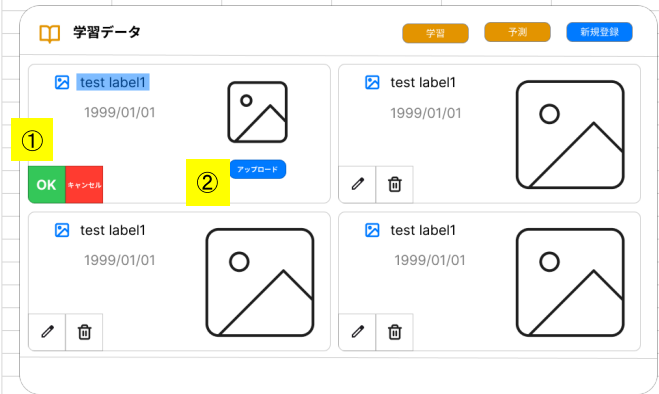 学習データ
学習
予測
新規登録
test label1
1999/01/01
①
OK
キャンセル
②
アップロード
test label1
1999/01/01
test label1
1999/01/01
test label1
1999/01/01